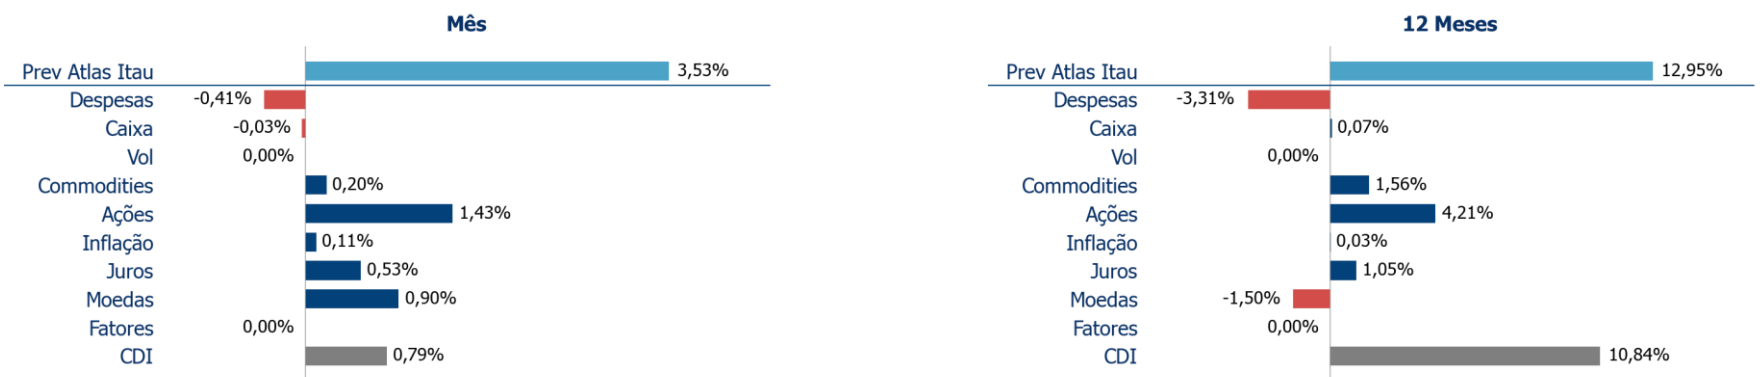 Mês
Prev Atlas Itau 3,53%
Despesas -0,41%
Caixa -0,03%
Vol 0,00%
Commodities 0,20%
Ações 1,43%
Inflação 0,11%
Juros 0,53%
Moedas 0,90%
Fatores 0,00%
CDI 0,79%
12 Meses
Prev Atlas Itau 12,95%
Despesas -3,31%
Caixa 0,07%
Vol 0,00%
Commodities 1,56%
Ações 4,21%
Inflação 0,03%
Juros 1,05%
Moedas -1,50%
Fatores 0,00%
CDI 10,84%